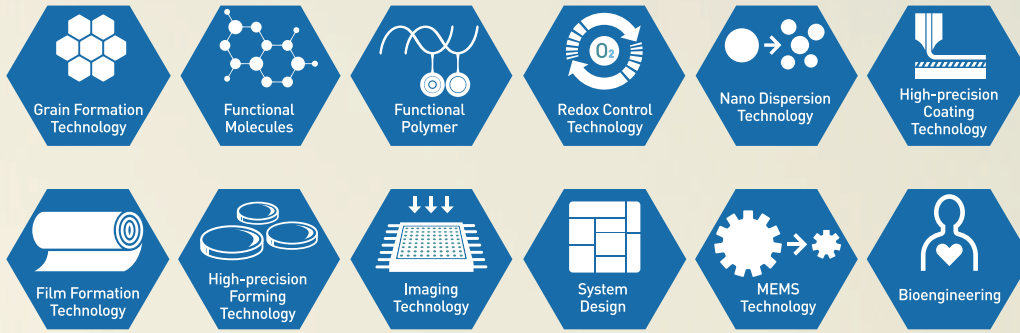 Grain Formation
Technology
Functional
Molecules
Functional
Polymer
O₂
Redox Control
Technology
Nano Dispersion
Technology
High-precision
Coating
Technology
Film Formation
Technology
High-precision
Forming
Technology
Imaging
Technology
System
Design
MEMS
Technology
Bioengineering